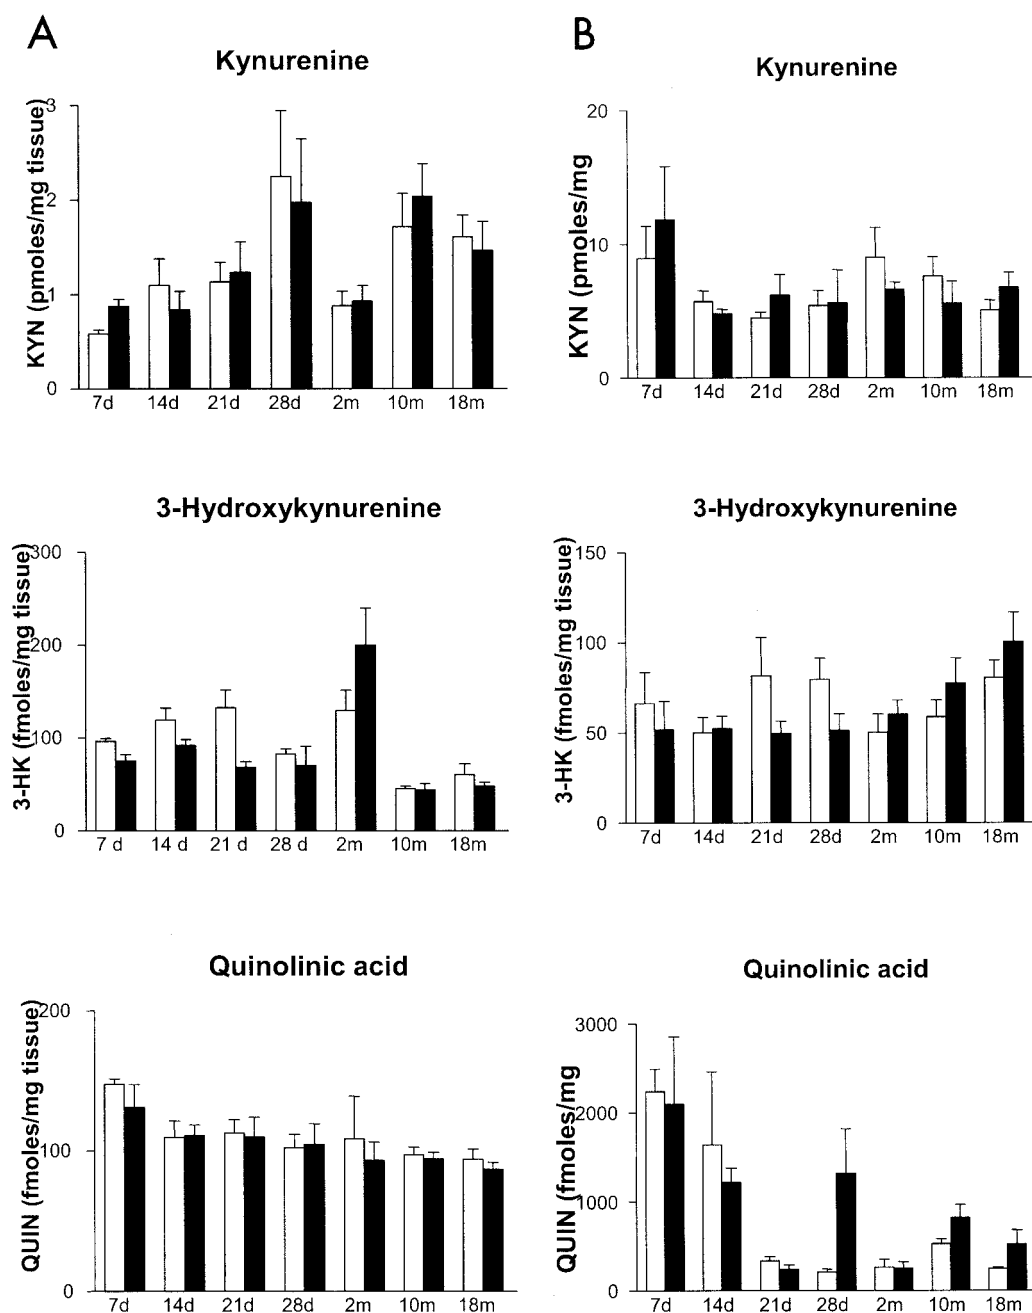 A
Kynurenine
KYN (pmoles/mg tissue)
3
2
1
0
7d 14d 21d 28d 2m 10m 18m
B
Kynurenine
KYN (pmoles/mg
20
10
0
7d 14d 21d 28d 2m 10m 18m
3-Hydroxykynurenine
3-HK (fmoles/mg tissue)
300
200
100
0
7 d 14 d 21 d 28 d 2m 10m 18m
3-Hydroxykynurenine
3-HK (fmoles/mg tissue)
150
100
50
0
7d 14d 21d 28d 2m 10m 18m
Quinolinic acid
QUIN (fmoles/mg tissue)
200
100
0
7d 14d 21d 28d 2m 10m 18m
Quinolinic acid
QUIN (fmoles/mg
3000
2000
1000
0
7d 14d 21d 28d 2m 10m 18m